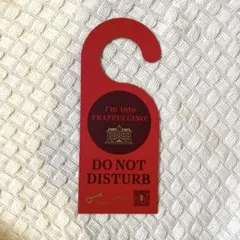 I'm into
FRAPPUCCINO!
DO NOT
DISTURB